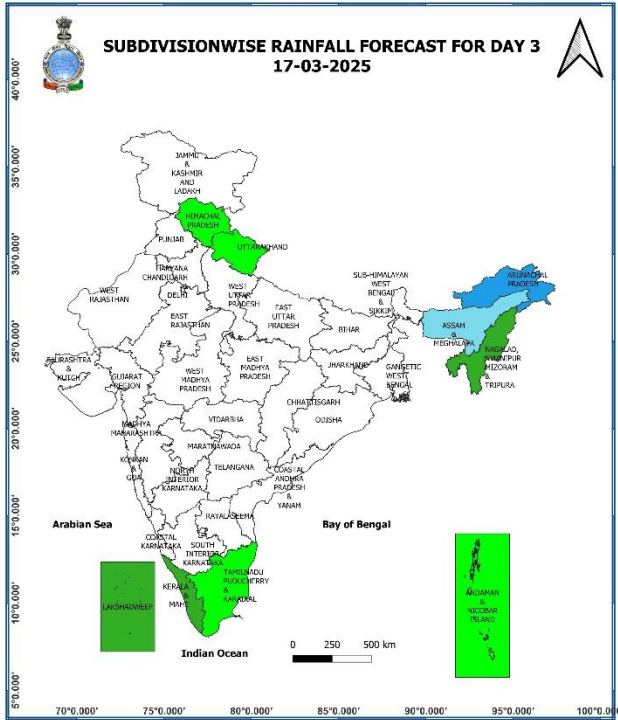 SUBDIVISIONWISE RAINFALL FORECAST FOR DAY 3
17-03-2025
40°0.000'
35°0.000'
30°0.000'
25°0.000'
20°0.000'
15°0.000'
10°0.000'
5°0.000'
JAMMU
&
KASHMIR
AND
LADAKH
HIMACHAL
PRADESH
PUNJAB
UTTARAKHAND
HARYANA
CHANDIGARH
&
DELHI
WEST
RAJASTHAN
WEST
UTTAR
PRADESH
EAST
RAJASTHAN
EAST
UTTAR
PRADESH
SUB-HIMALAYAN
WEST
BENGAL
&
SIKKIM
ARUNACHAL
PRADESH
ASSAM
&
MEGHALAYA
NAGALAD,
MANIPUR
MIZORAM
&
TRIPURA
BIHAR
SAURASHTRA
&
KUTCH
GUJARAT
REGION
WEST
MADHYA
PRADESH
EAST
MADHYA
PRADESH
JHARKHAND
GANGETIC
WEST
BENGAL
CHHATTISGARH
ODISHA
VIDARBHA
MADHYA
MAHARASHTRA
MARATHWADA
KONKAN
&
GOA
NORTH
INTERIOR
KARNATAKA
TELANGANA
COASTAL
ANDHRA
PRADESH
&
YANAM
RAYALASEEMA
COASTAL
KARNATAKA
SOUTH
INTERIOR
KARNATAKA
TAMILNADU
PUDUCHERRY
&
KARAIKAL
KERALA
&
MAHE
LAKSHADWEEP
ANDAMAN
&
NICOBAR
ISLAND
Arabian Sea
Bay of Bengal
Indian Ocean
0 250 500 km
70°0.000' 75°0.000' 80°0.000' 85°0.000' 90°0.000' 95°0.000' 100°0.000'